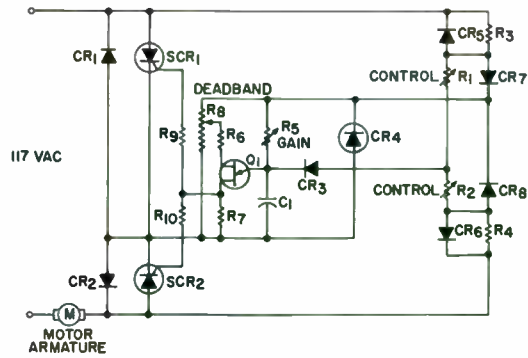 CR1
SCR1
CR5
R3
DEADBAND
CONTROL
R1
CR7
R8
R9
R6
R5
GAIN
CR4
117 VAC
Q1
CR3
CONTROL
R2
CR8
R10
R7
C1
CR6
R4
CR2
SCR2
M
MOTOR
ARMATURE